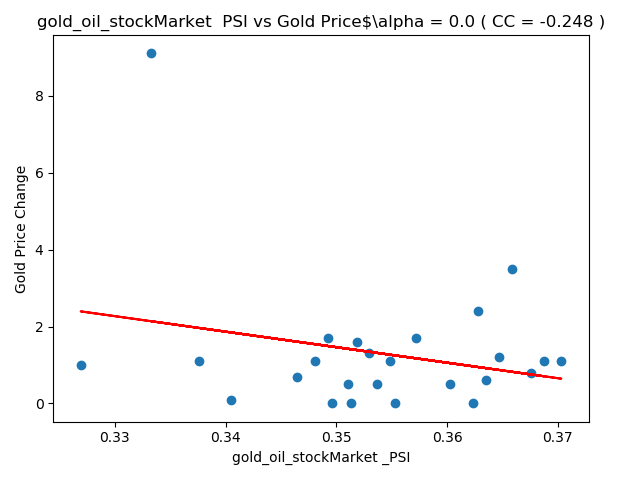 gold_oil_stockMarket  PSI vs Gold Price$\alpha = 0.0 ( CC = -0.248 )
Gold Price Change
8
6
4
2
0
0.33 0.34 0.35 0.36 0.37
gold_oil_stockMarket _PSI